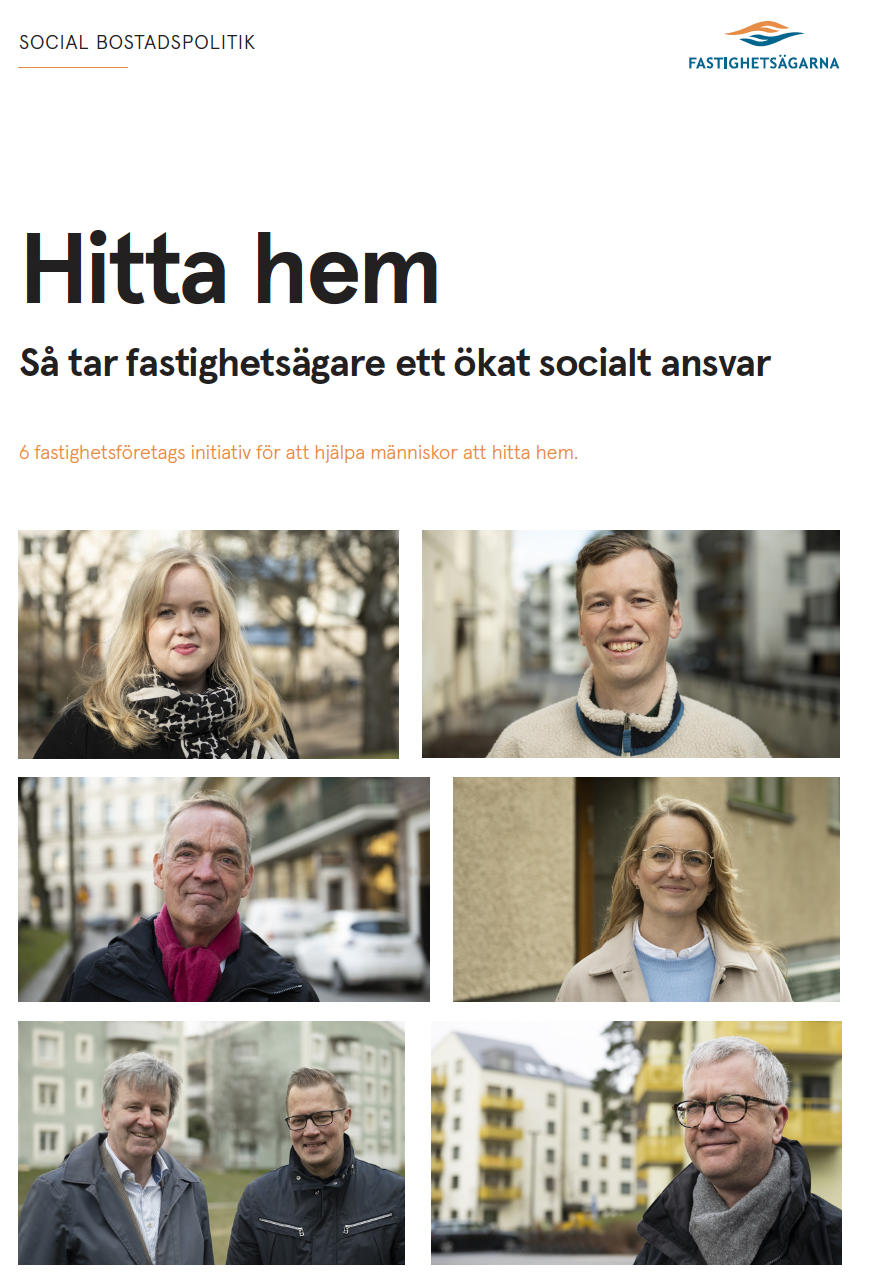 SOCIAL BOSTADSPOLITIK
FASTIGHETSÄGARNA
Hitta hem
Så tar fastighetsägare ett ökat socialt ansvar
6 fastighetsföretags initiativ för att hjälpa människor att hitta hem.